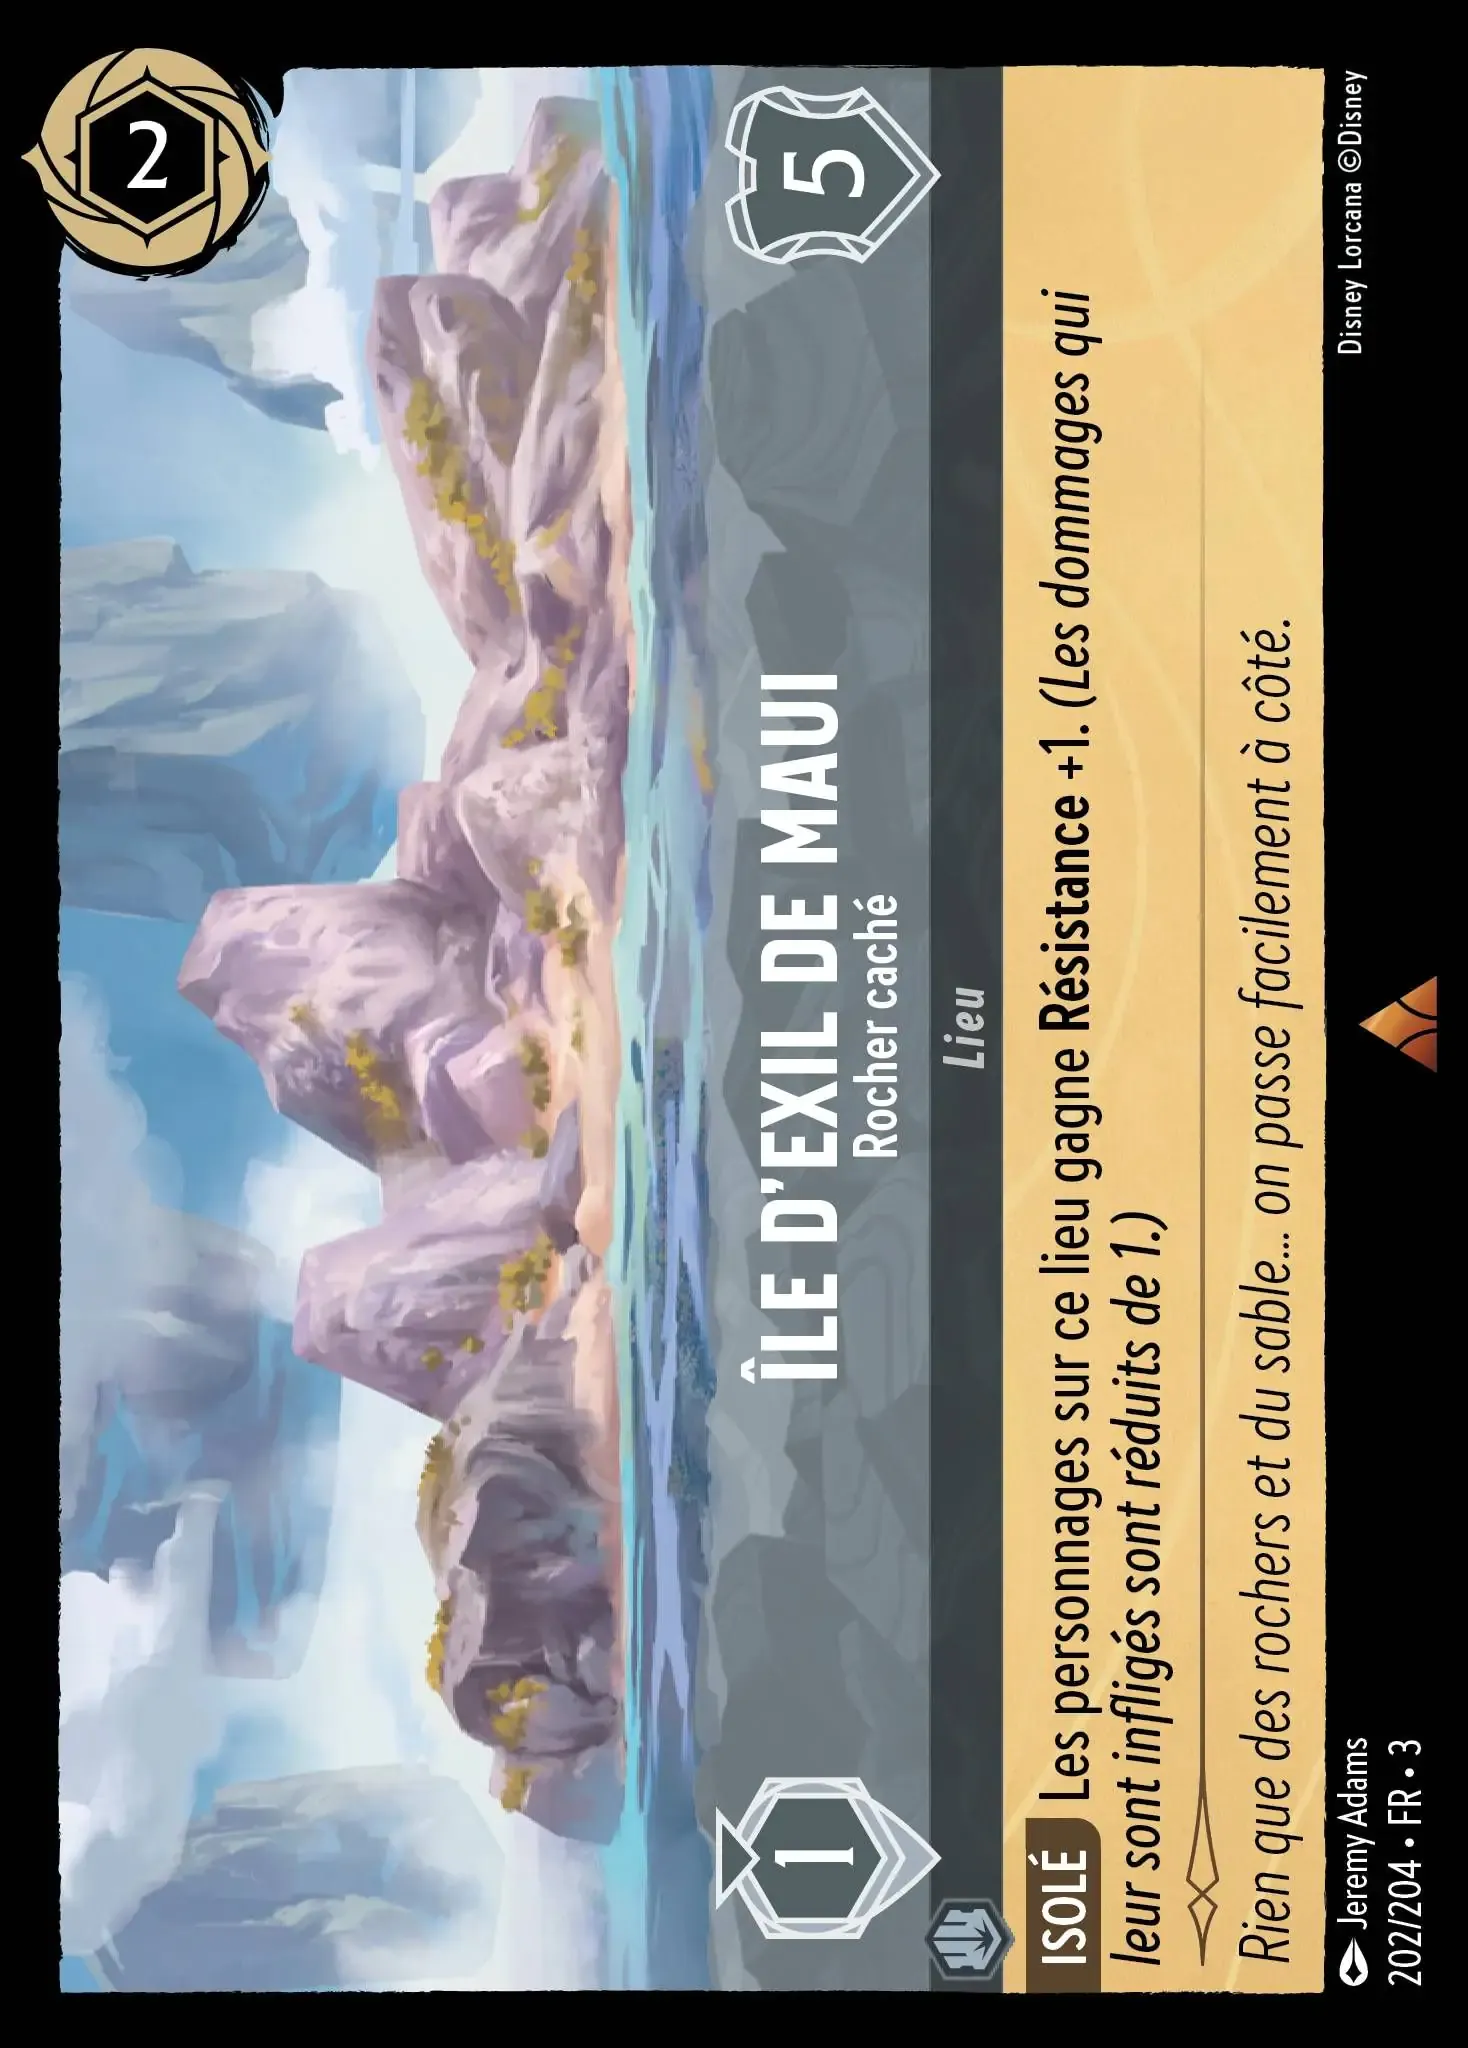 2
ÎLE D'EXIL DE MAUI
Rocher caché
1
5
Lieu
ISOLÉ Les personnages sur ce lieu gagne Résistance +1. (Les dommages qui
leur sont infligés sont réduits de 1.)
Rien que des rochers et du sable... on passe facilement à côté.
Jeremy Adams
202/204 • FR • 3
Disney Lorcana ©Disney